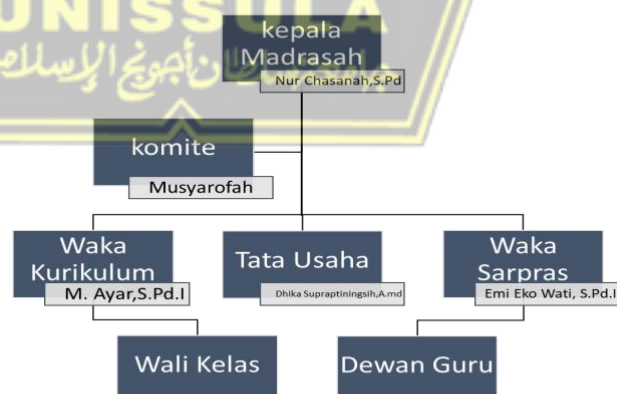 UNISSULA
kepala
Madrasah
Nur Chasanah,S.Pd
komite
Musyarofah
Waka
Kurikulum
M. Ayar,S.Pd.I
Tata Usaha
Dhika Supraptiningsih,A.md
Waka
Sarpras
Emi Eko Wati, S.Pd.I
Wali Kelas
Dewan Guru